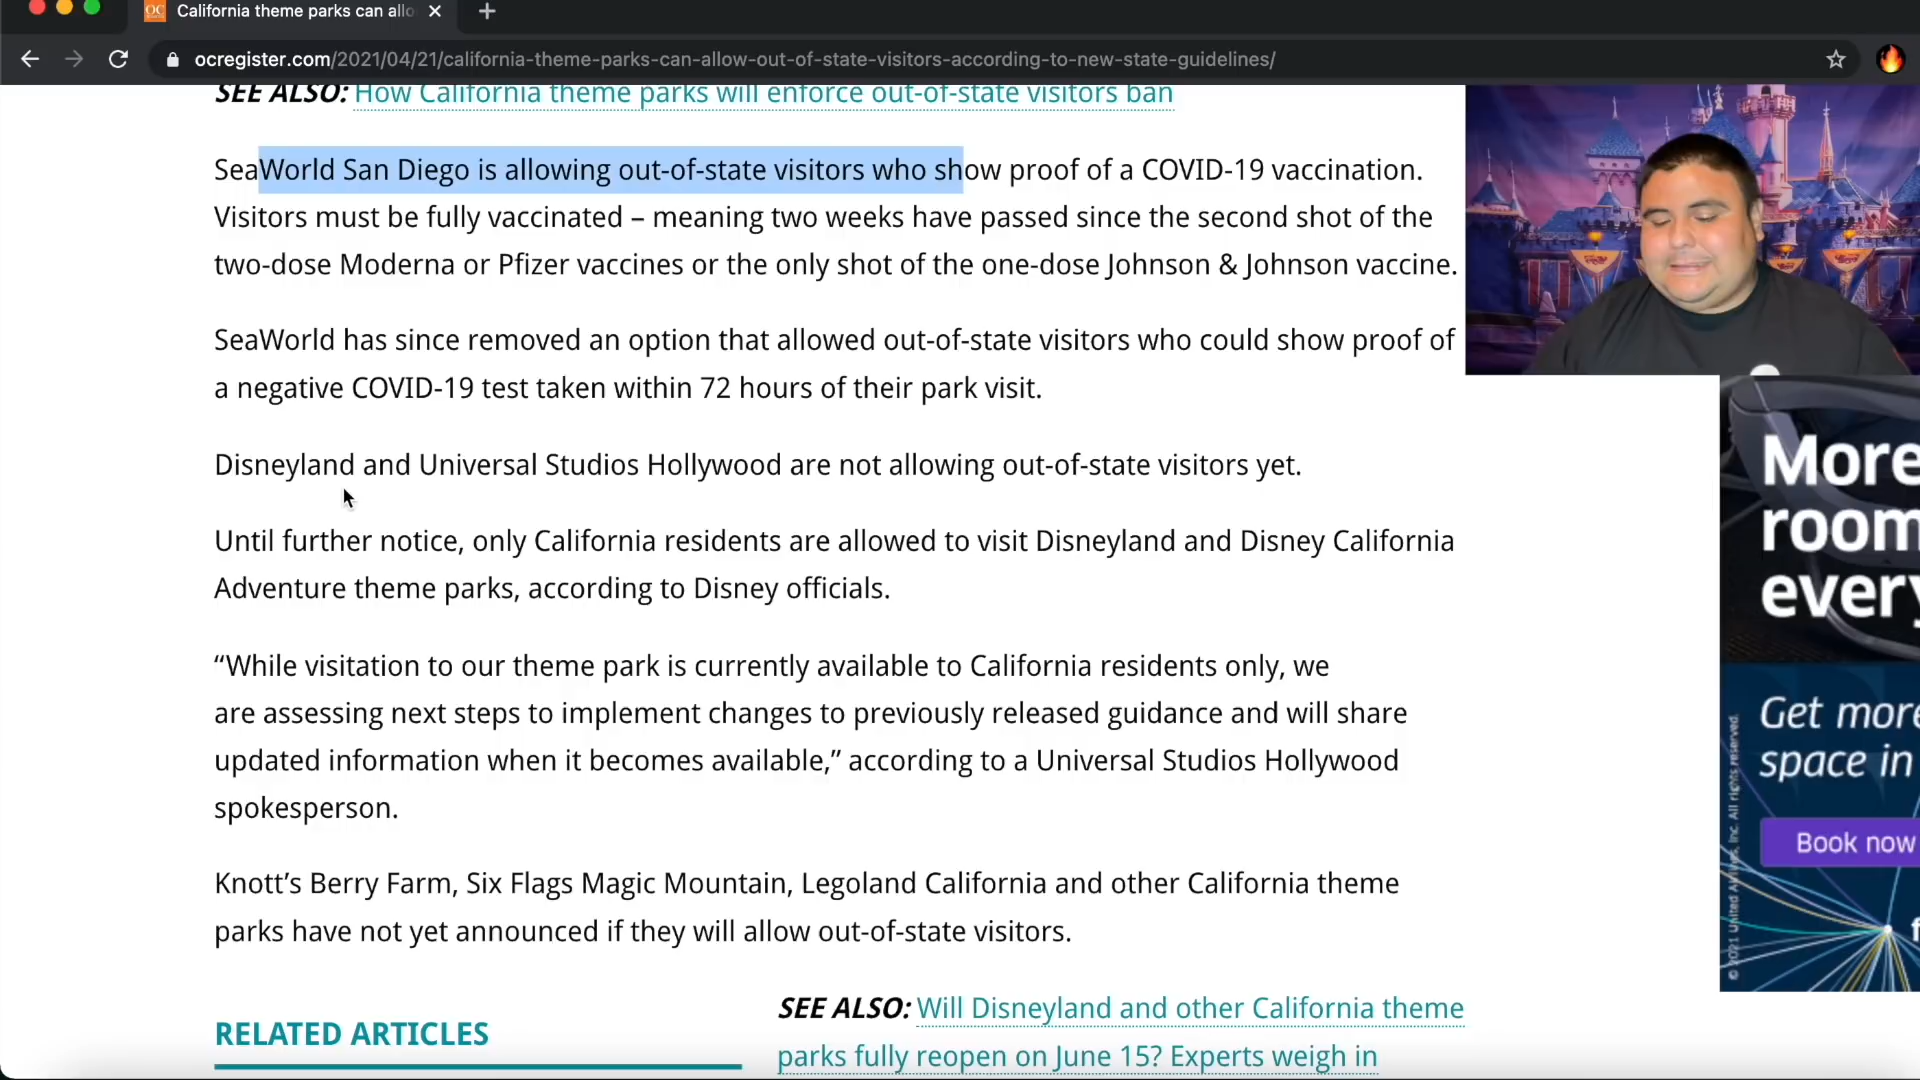 California theme parks can allo
ocregister.com/2021/04/21/california-theme-parks-can-allow-out-of-state-visitors-according-to-new-state-guidelines/
SEE ALSO: How California theme parks will enforce out-of-state visitors ban
SeaWorld San Diego is allowing out-of-state visitors who show proof of a COVID-19 vaccination.
Visitors must be fully vaccinated – meaning two weeks have passed since the second shot of the
two-dose Moderna or Pfizer vaccines or the only shot of the one-dose Johnson & Johnson vaccine.
SeaWorld has since removed an option that allowed out-of-state visitors who could show proof of
a negative COVID-19 test taken within 72 hours of their park visit.
Disneyland and Universal Studios Hollywood are not allowing out-of-state visitors yet.
Until further notice, only California residents are allowed to visit Disneyland and Disney California
Adventure theme parks, according to Disney officials.
“While visitation to our theme park is currently available to California residents only, we
are assessing next steps to implement changes to previously released guidance and will share
updated information when it becomes available,” according to a Universal Studios Hollywood
spokesperson.
Knott’s Berry Farm, Six Flags Magic Mountain, Legoland California and other California theme
parks have not yet announced if they will allow out-of-state visitors.
RELATED ARTICLES
SEE ALSO: Will Disneyland and other California theme
parks fully reopen on June 15? Experts weigh in
More
room
every
Get more
space in
Book now
© 2021 United Airlines, Inc. All rights reserved.
OC